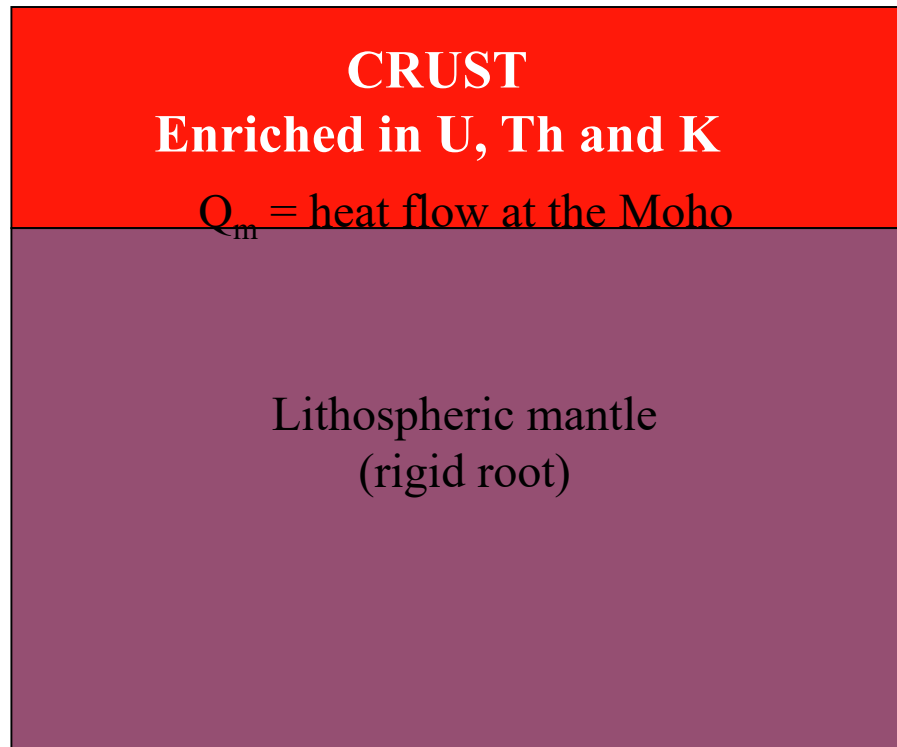 CRUST
Enriched in U, Th and K
Qm = heat flow at the Moho
Lithospheric mantle
(rigid root)